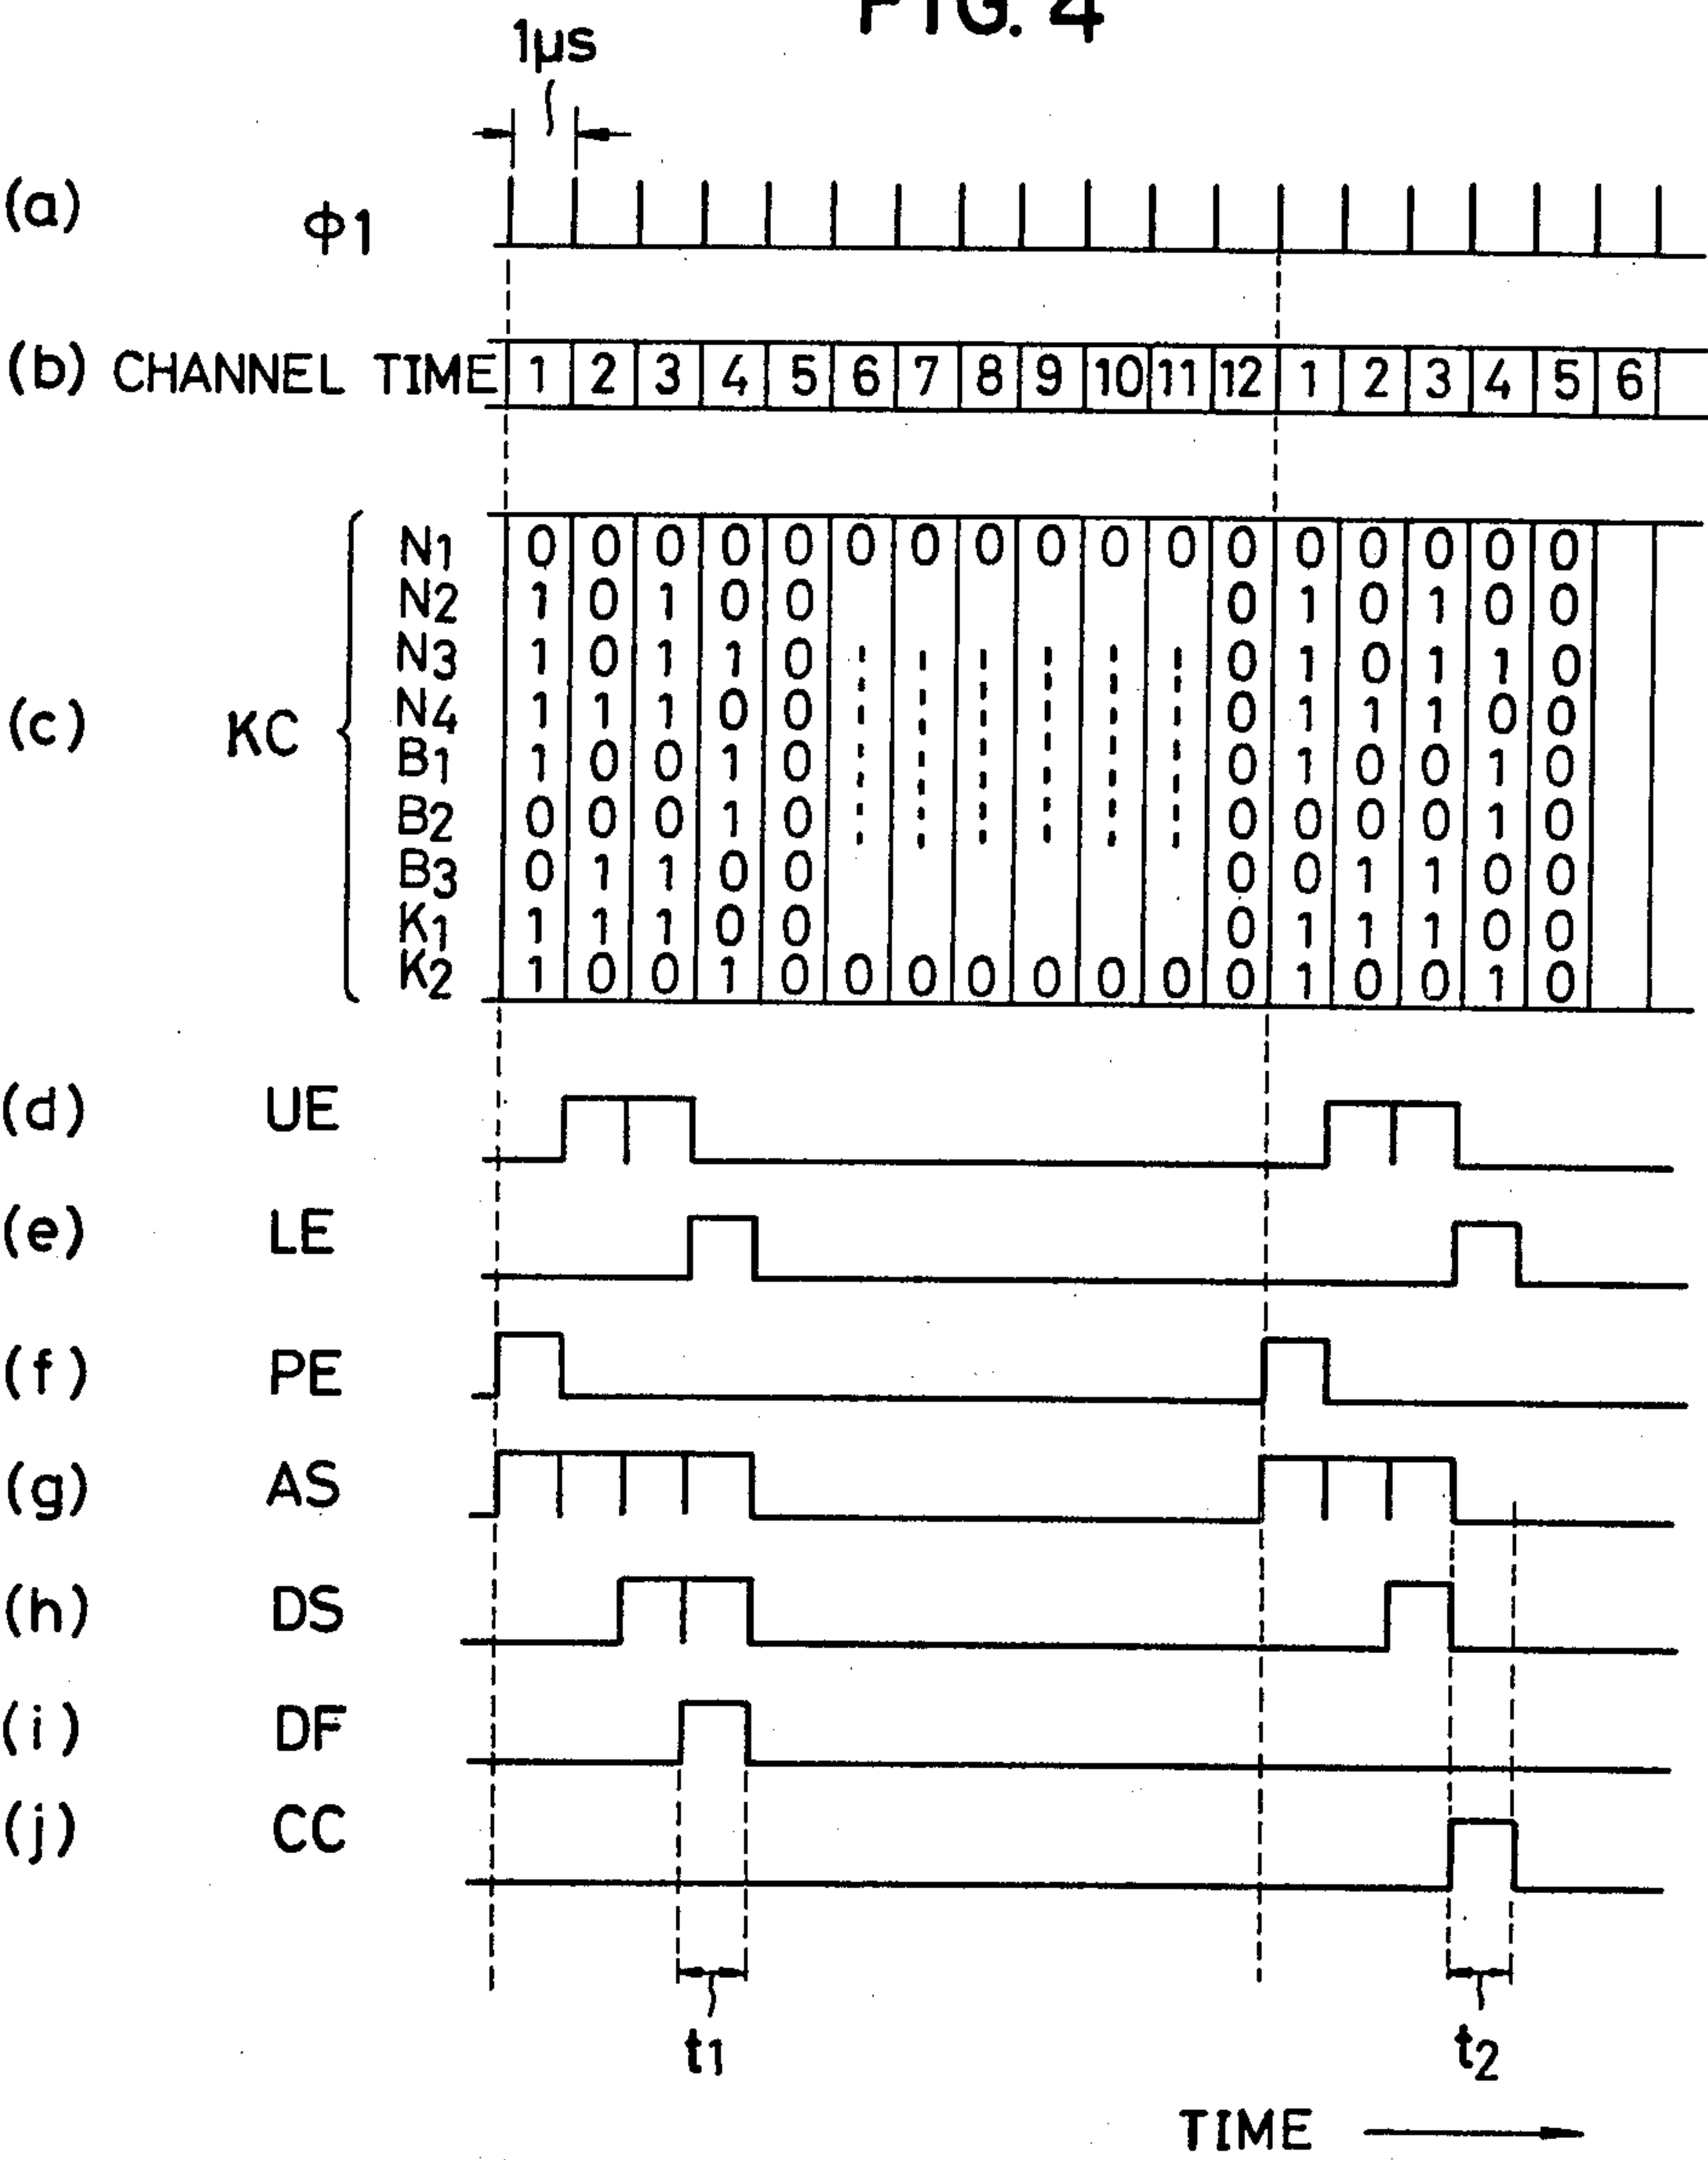 FIG. 4
1μs
(a) ϕ1
(b) CHANNEL TIME 1 2 3 4 5 6 7 8 9 10 11 12 1 2 3 4 5 6
(c) KC
N1 0 0 0 0 0 0 0 0 0 0 0 0 0 0 0 0 0
N2 1 0 1 0 0 0 1 0 1 0 0
N3 1 0 1 1 0 0 1 0 1 1 0
N4 1 1 1 0 0 0 1 1 1 0 0
B1 1 0 0 1 0 0 1 0 0 1 0
B2 0 0 0 1 0 0 0 0 0 1 0
B3 0 1 1 0 0 0 0 1 1 0 0
K1 1 1 1 0 0 0 1 1 1 0 0
K2 1 0 0 1 0 0 0 0 0 0 0 0 1 0 0 1 0
(d) UE
(e) LE
(f) PE
(g) AS
(h) DS
(i) DF
(j) CC
t1 t2
TIME